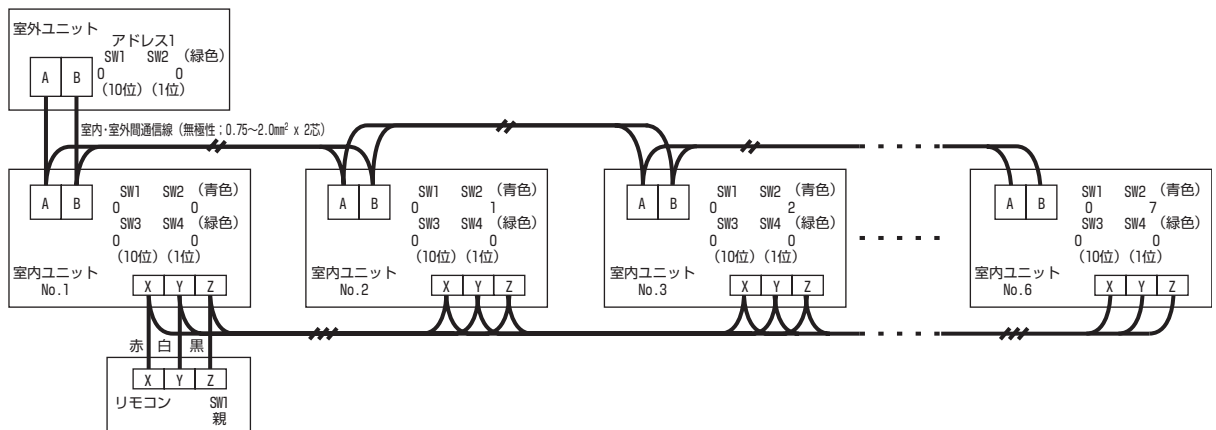 室外ユニット
アドレス1
SW1 SW2 (緑色)
A B
0 0
(10位) (1位)
室内・室外間通信線 (無極性；0.75〜2.0mm² x 2芯)
A B
SW1 SW2 (青色)
0 0
SW3 SW4 (緑色)
0 0
(10位) (1位)
室内ユニット
No.1
X Y Z
A B
SW1 SW2 (青色)
0 1
SW3 SW4 (緑色)
0 0
(10位) (1位)
室内ユニット
No.2
X Y Z
A B
SW1 SW2 (青色)
0 2
SW3 SW4 (緑色)
0 0
(10位) (1位)
室内ユニット
No.3
X Y Z
A B
SW1 SW2 (青色)
0 7
SW3 SW4 (緑色)
0 0
(10位) (1位)
室内ユニット
No.6
X Y Z
赤 白 黒
X Y Z
リモコン SW1
親